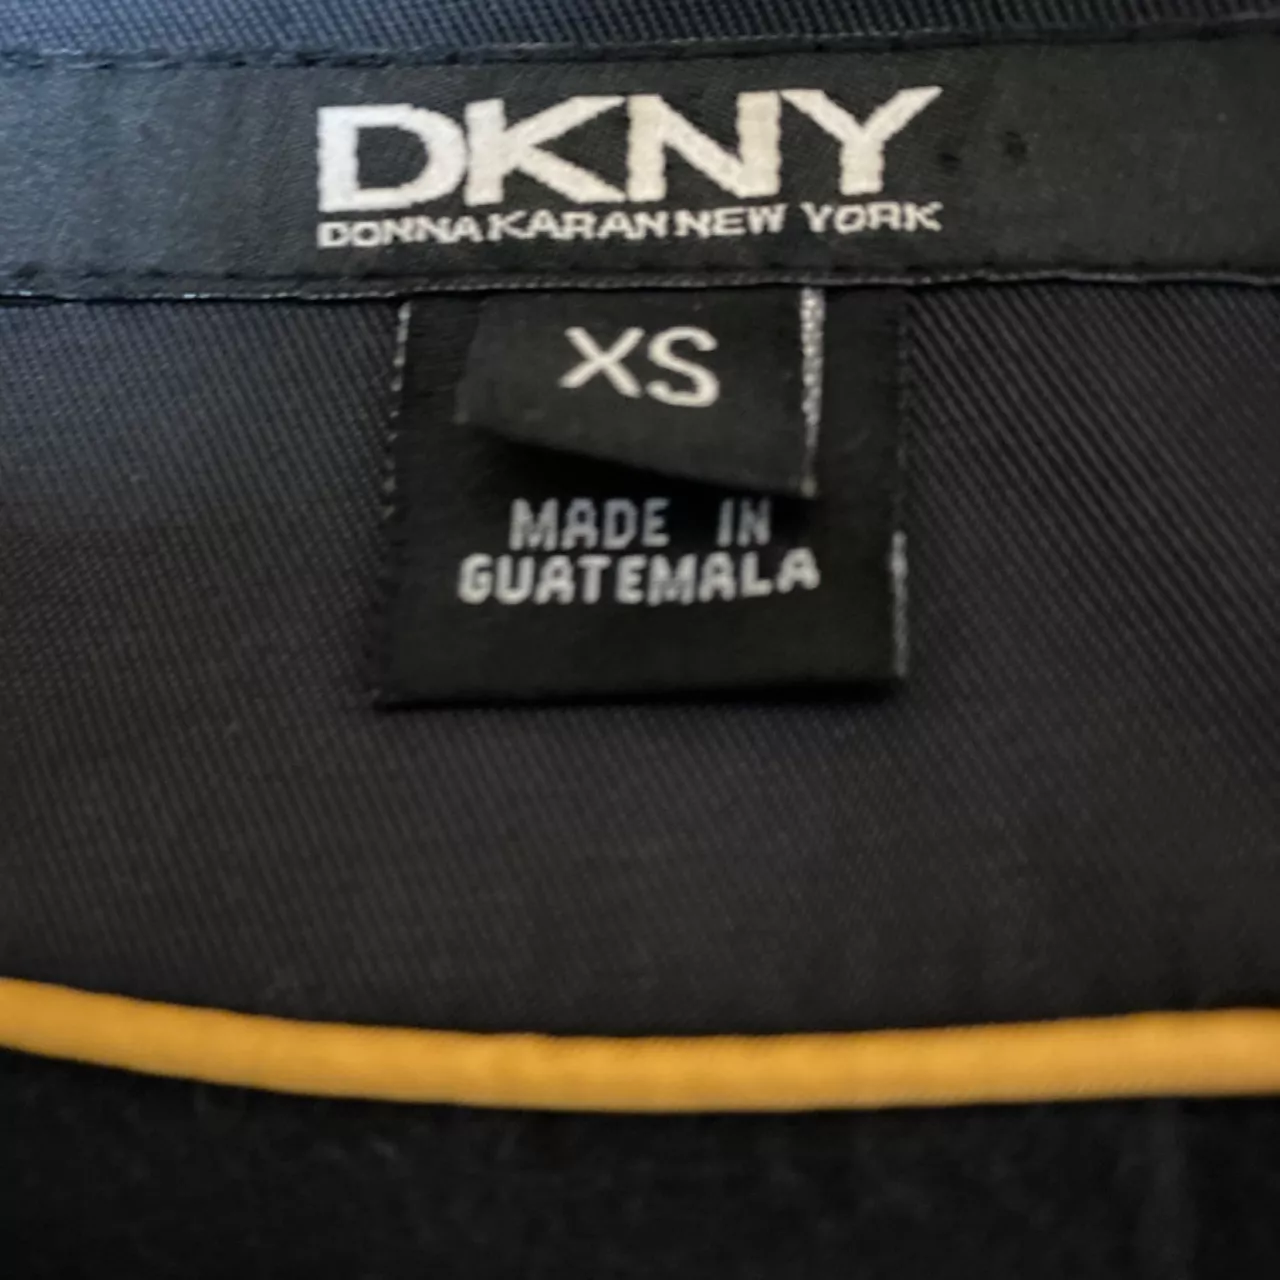 DKNY
DONNA KARAN NEW YORK
XS
MADE IN
GUATEMALA